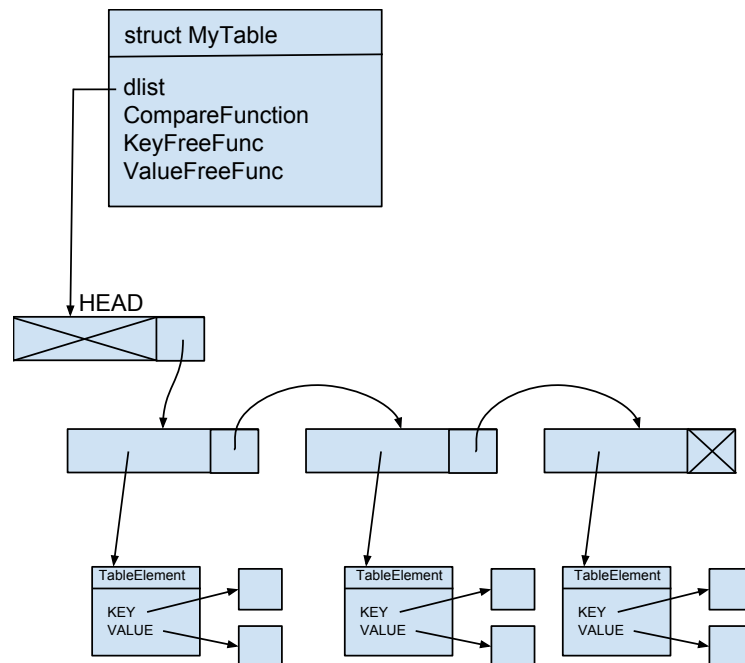 struct MyTable
dlist
CompareFunction
KeyFreeFunc
ValueFreeFunc
HEAD
TableElement
KEY
VALUE
TableElement
KEY
VALUE
TableElement
KEY
VALUE